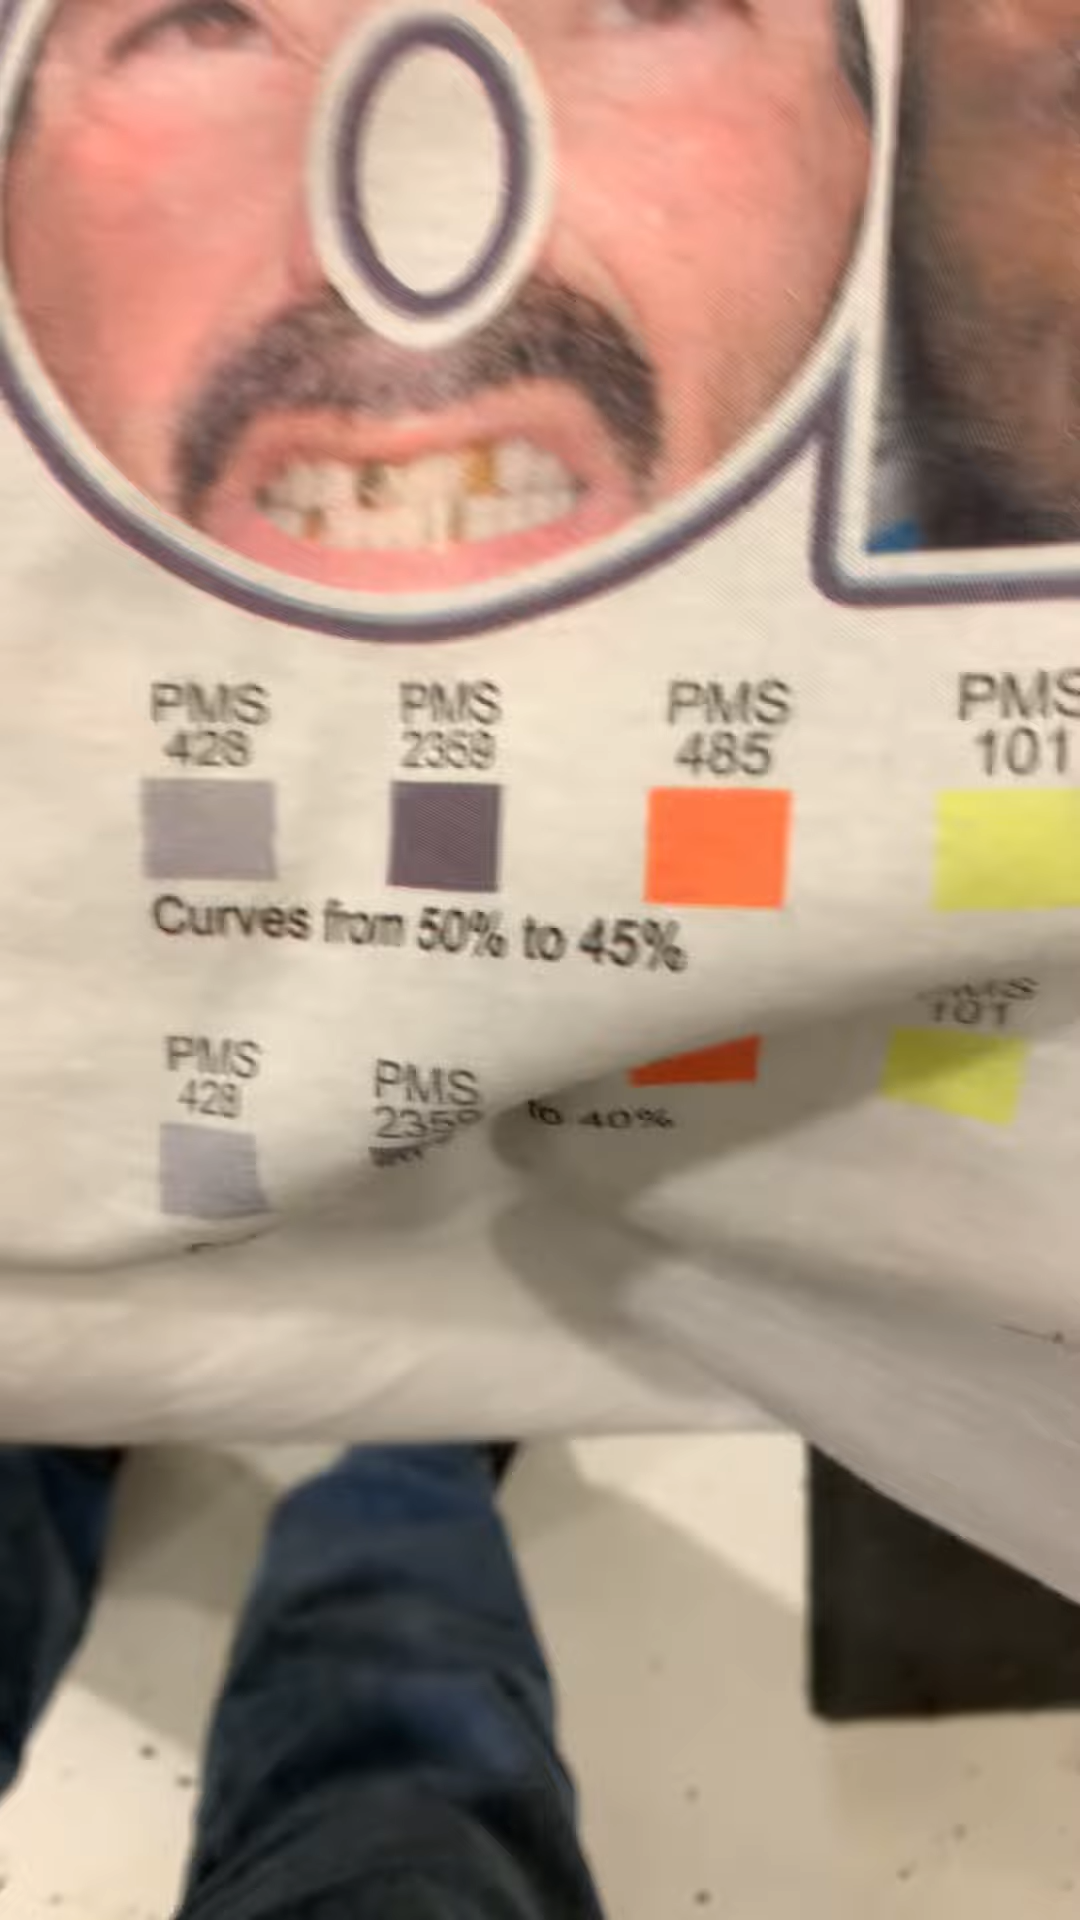 PMS PMS PMS PMS
428 2359 485 101
Curves from 50% to 45%
PMS PMS
101
428 2359
to 40%